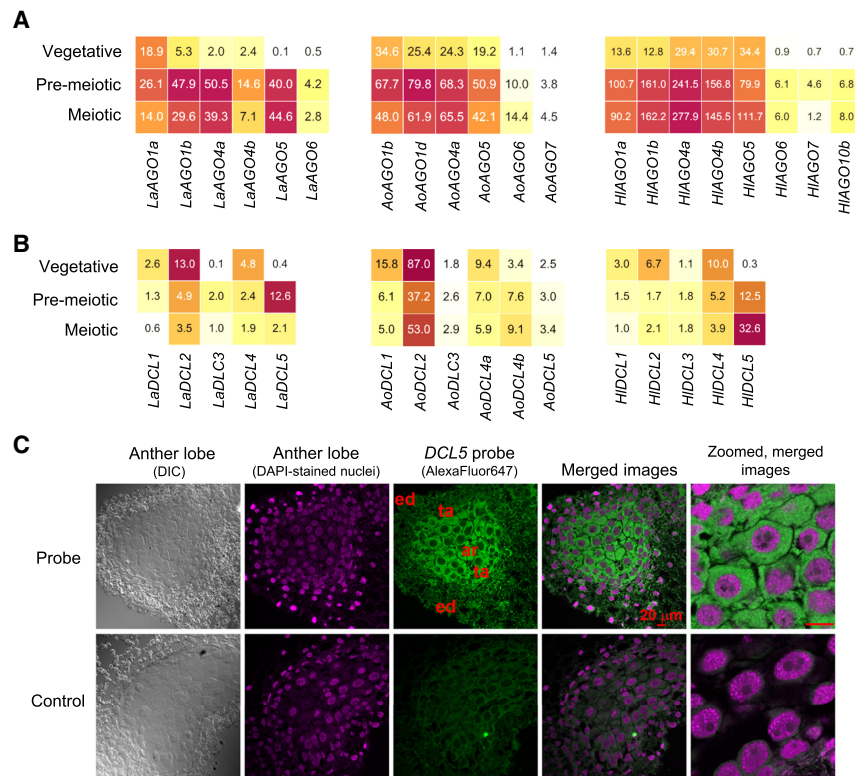 A
Vegetative 18.9 5.3 2.0 2.4 0.1 0.5 34.6 25.4 24.3 19.2 1.1 1.4 13.6 12.8 29.4 30.7 34.4 0.9 0.7 0.7
Pre-meiotic 26.1 47.9 50.5 14.6 40.0 4.2 67.7 79.8 68.3 50.9 10.0 3.8 100.7 161.0 241.5 156.8 79.9 6.1 4.6 6.8
Meiotic 14.0 29.6 39.3 7.1 44.6 2.8 48.0 61.9 65.5 42.1 14.4 4.5 90.2 162.2 277.9 145.5 111.7 6.0 1.2 8.0
LaAGO1a LaAGO1b LaAGO4a LaAGO4b LaAGO5 LaAGO6 AoAGO1b AoAGO1d AoAGO4a AoAGO5 AoAGO6 AoAGO7 HlAGO1a HlAGO1b HlAGO4a HlAGO4b HlAGO5 HlAGO6 HlAGO7 HlAGO10b
B
Vegetative 2.6 13.0 0.1 4.8 0.4 15.8 87.0 1.8 9.4 3.4 2.5 3.0 6.7 1.1 10.0 0.3
Pre-meiotic 1.3 4.9 2.0 2.4 12.6 6.1 37.2 2.6 7.0 7.6 3.0 1.5 1.7 1.8 5.2 12.5
Meiotic 0.6 3.5 1.0 1.9 2.1 5.0 53.0 2.9 5.9 9.1 3.4 1.0 2.1 1.8 3.9 32.6
LaDCL1 LaDCL2 LaDLC3 LaDCL4 LaDCL5 AoDCL1 AoDCL2 AoDLC3 AoDCL4a AoDCL4b AoDCL5 HlDCL1 HlDCL2 HlDCL3 HlDCL4 HlDCL5
C
Anther lobe
(DIC)
Anther lobe
(DAPI-stained nuclei)
DCL5 probe
(AlexaFluor647)
Merged images
Zoomed, merged
images
Probe
ed
ta
ar
ts
ed
20 μm
Control